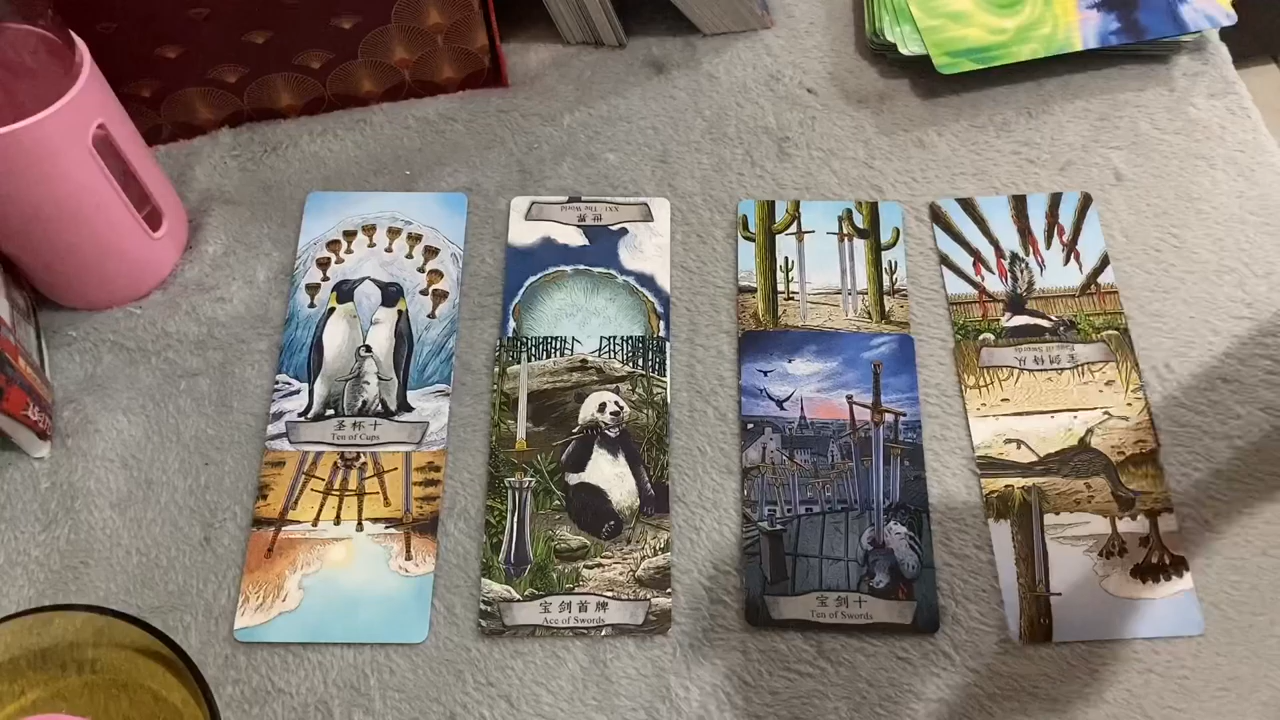 圣杯十
Ten of Cups
世界
XXI / The World
宝剑首牌
Ace of Swords
宝剑十
Ten of Swords
宝剑侍从
Page of Swords